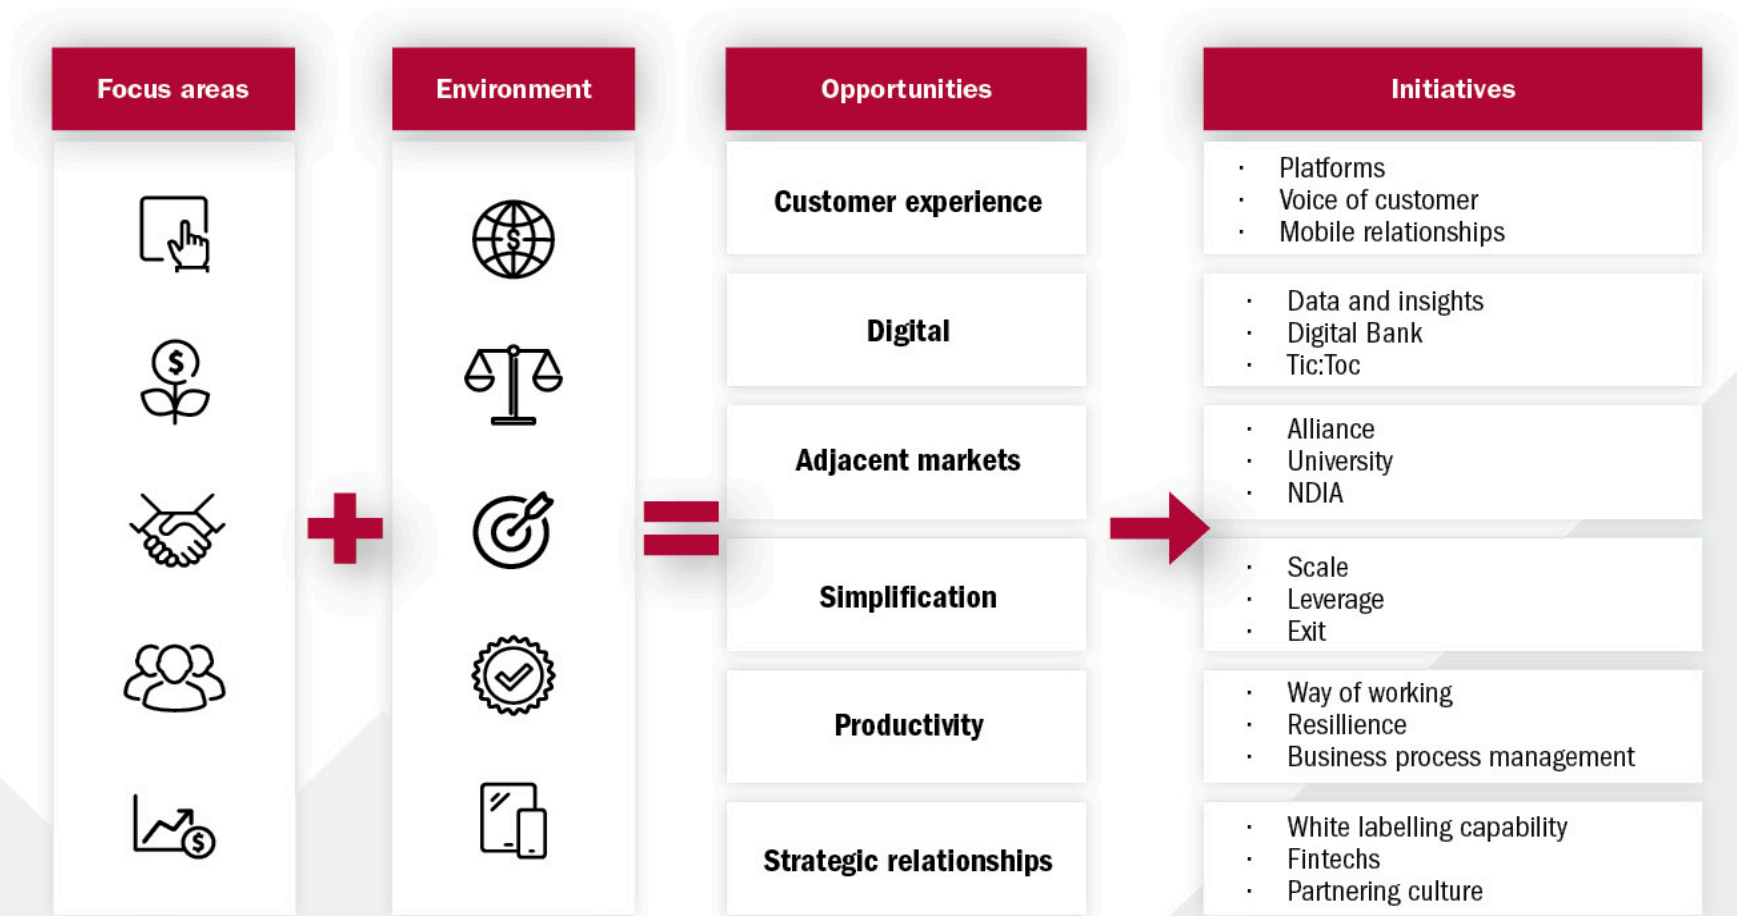 Focus areas
Environment
Opportunities
Initiatives
Customer experience
· Platforms
· Voice of customer
· Mobile relationships
Digital
· Data and insights
· Digital Bank
· Tic:Toc
Adjacent markets
· Alliance
· University
· NDIA
Simplification
· Scale
· Leverage
· Exit
Productivity
· Way of working
· Resillience
· Business process management
Strategic relationships
· White labelling capability
· Fintechs
· Partnering culture